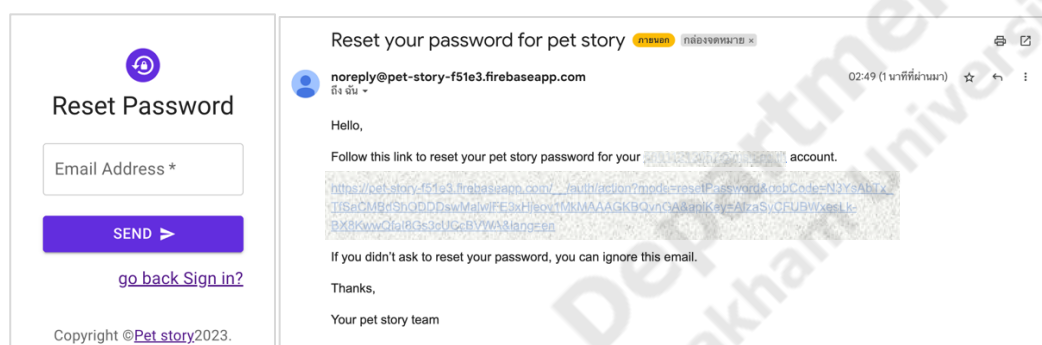 Reset Password
Email Address *
SEND
go back Sign in?
Copyright ©Pet story2023.
Reset your password for pet story ภายนอก กล่องจดหมาย ×
noreply@pet-story-f51e3.firebaseapp.com 02:49 (1 นาทีที่ผ่านมา)
ถึง ฉัน
Hello,
Follow this link to reset your pet story password for your account.
If you didn't ask to reset your password, you can ignore this email.
Thanks,
Your pet story team